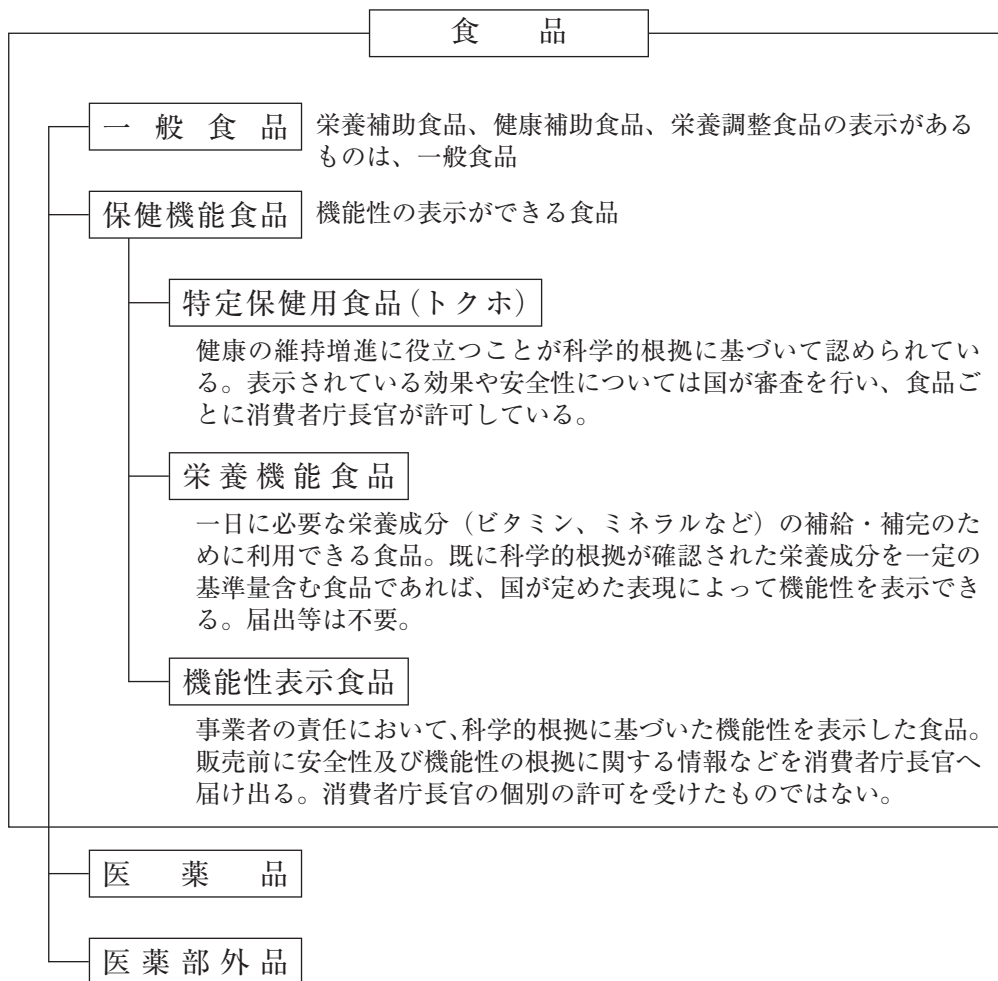 食品
一般食品
栄養補助食品、健康補助食品、栄養調整食品の表示がある
ものは、一般食品
保健機能食品
機能性の表示ができる食品
特定保健用食品(トクホ)
健康の維持増進に役立つことが科学的根拠に基づいて認められてい
る。表示されている効果や安全性については国が審査を行い、食品ご
とに消費者庁長官が許可している。
栄養機能食品
一日に必要な栄養成分（ビタミン、ミネラルなど）の補給・補完のた
めに利用できる食品。既に科学的根拠が確認された栄養成分を一定の
基準量含む食品であれば、国が定めた表現によって機能性を表示でき
る。届出等は不要。
機能性表示食品
事業者の責任において、科学的根拠に基づいた機能性を表示した食品。
販売前に安全性及び機能性の根拠に関する情報などを消費者庁長官へ
届け出る。消費者庁長官の個別の許可を受けたものではない。
医薬品
医薬部外品